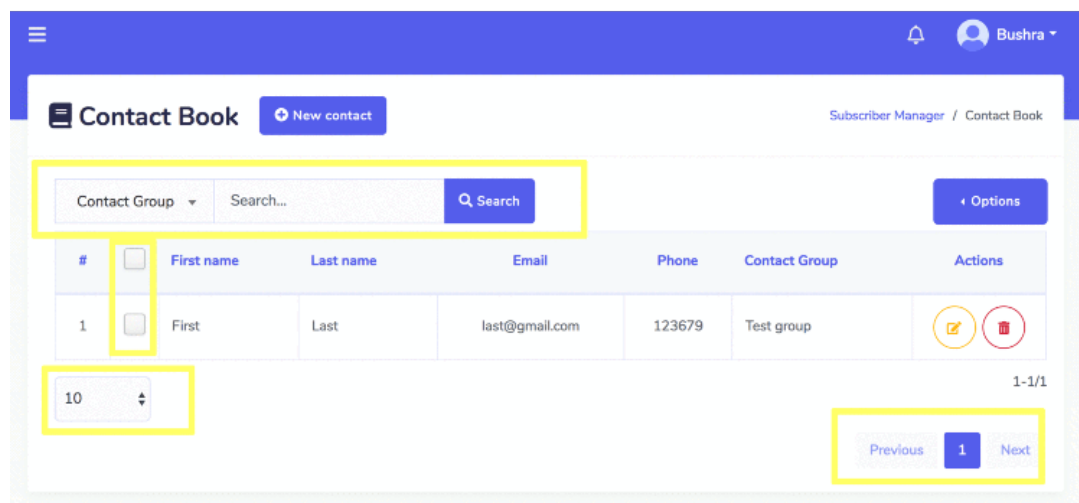 Bushra
Contact Book
New contact
Subscriber Manager / Contact Book
Contact Group Search... Search
Options
# First name Last name Email Phone Contact Group Actions
1 First Last last@gmail.com 123679 Test group
1-1/1
10
Previous 1 Next